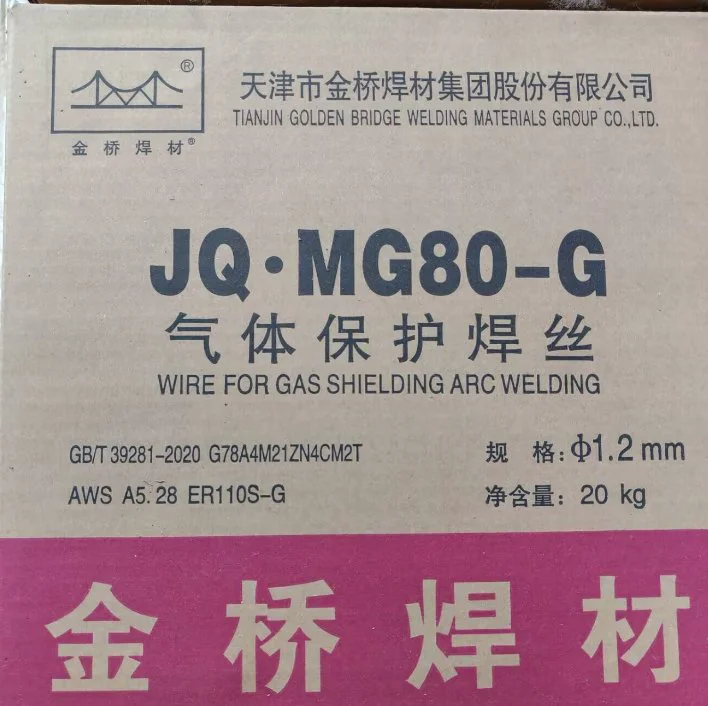 ®
金桥焊材®
天津市金桥焊材集团股份有限公司
TIANJIN GOLDEN BRIDGE WELDING MATERIALS GROUP CO.,LTD.
JQ·MG80-G
气体保护焊丝
WIRE FOR GAS SHIELDING ARC WELDING
GB/T 39281-2020 G78A4M21ZN4CM2T
规 格：Φ1.2 mm
AWS A5.28 ER110S-G
净含量：20 kg
金桥焊材